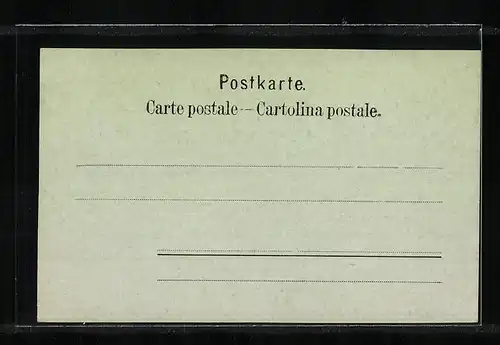 Postkarte.
Carte postale — Cartolina postale.